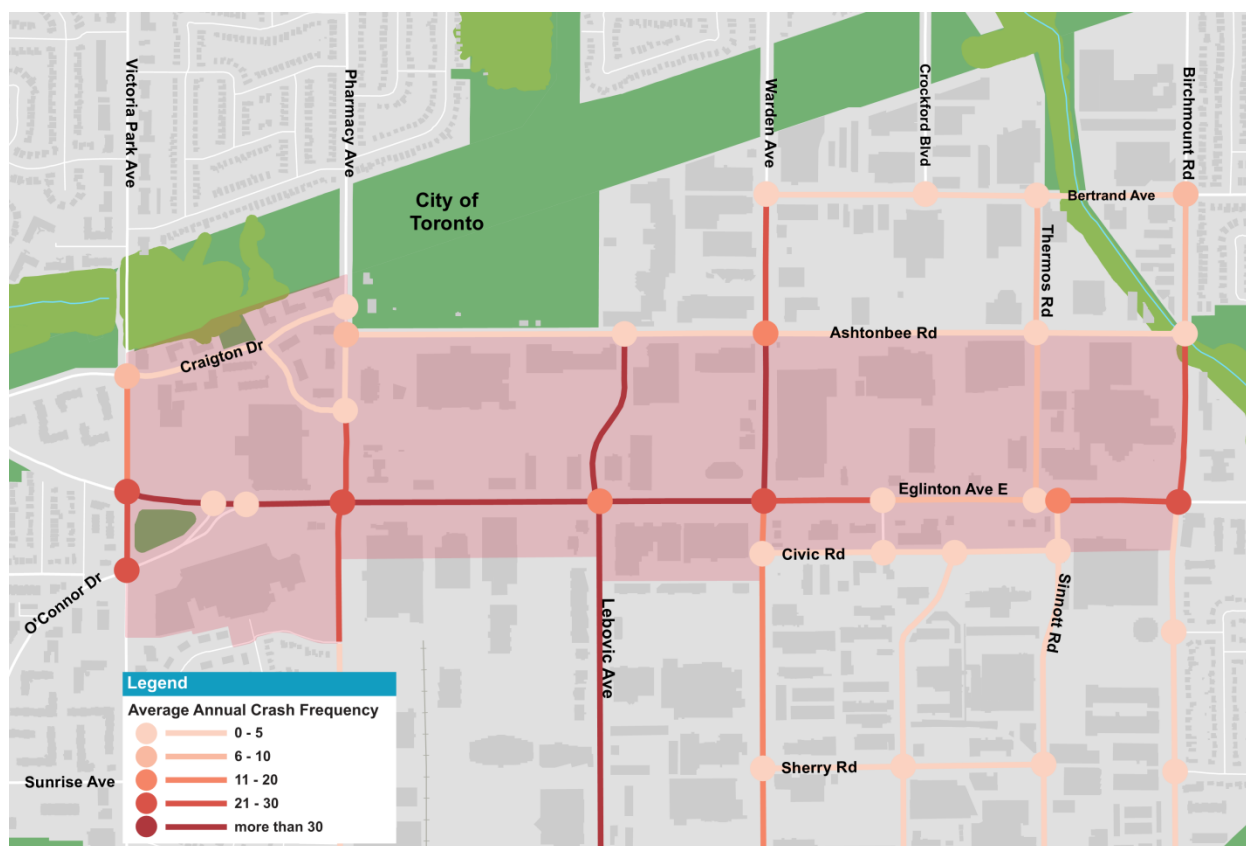 Victoria Park Ave
Pharmacy Ave
Warden Ave
Crockford Blvd
Birchmount Rd
City of
Toronto
Bertrand Ave
Thermos Rd
Craigton Dr
Ashtonbee Rd
Eglinton Ave E
Civic Rd
O'Connor Dr
Lebovic Ave
Sinnott Rd
Sherry Rd
Sunrise Ave
Legend
Average Annual Crash Frequency
0 - 5
6 - 10
11 - 20
21 - 30
more than 30